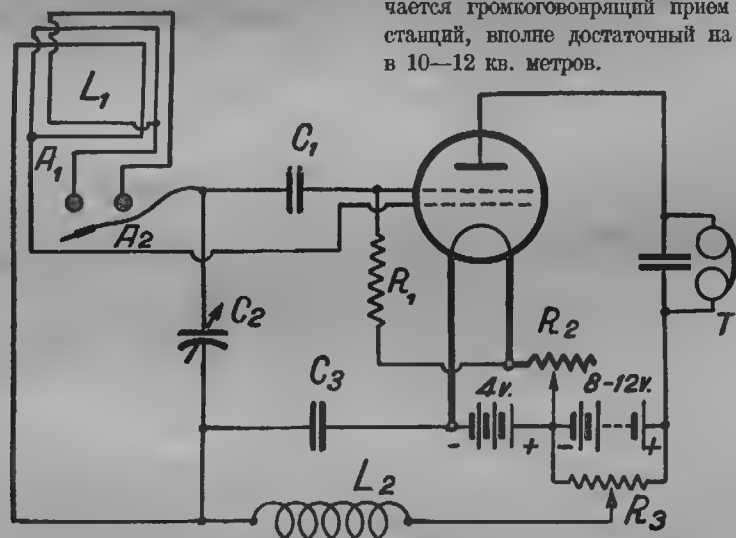 чается громкоговонрящий прием
станций, вполне достаточный на
в 10—12 кв. метров.
L1
C1
A1
A2
R1
C2
R2
T
C3
4v.
8-12v.
- + - +
L2
R3